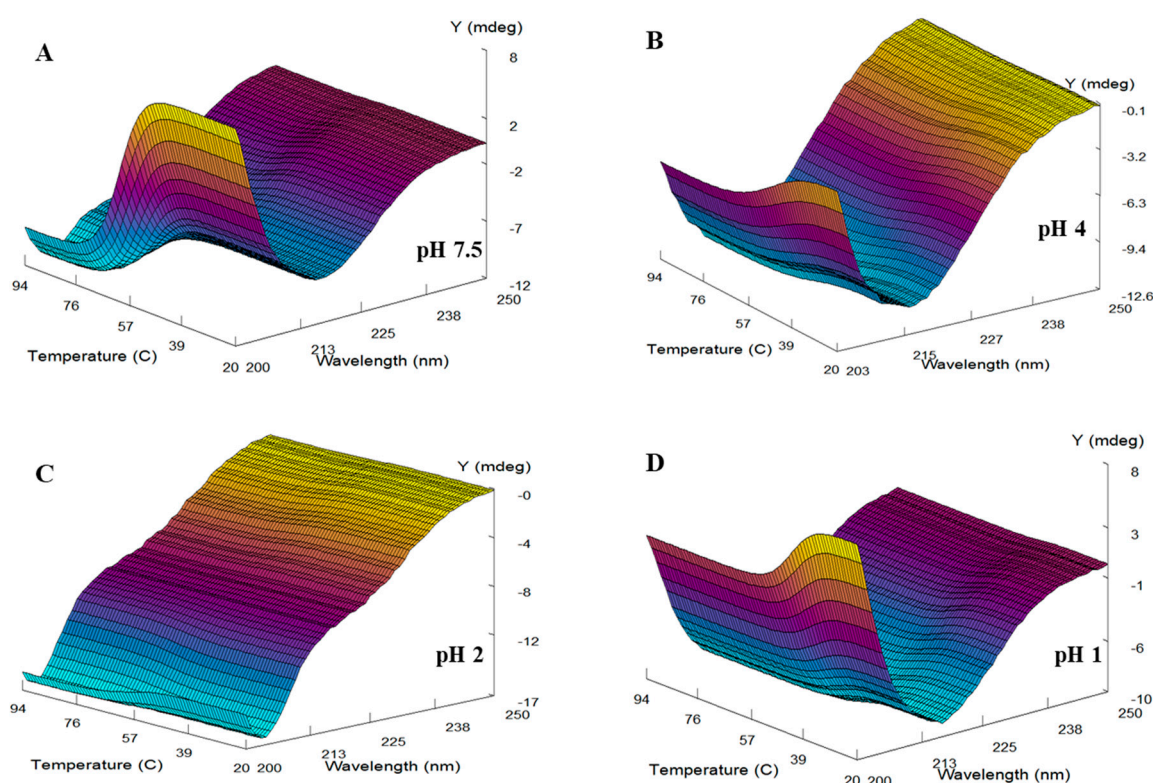 A
Y (mdeg)
8
2
-2
-7
-12
pH 7.5
94
76
57
39
20 200
213
225
238
250
Temperature (C)
Wavelength (nm)
B
Y (mdeg)
-0.1
-3.2
-6.3
-9.4
-12.6
pH 4
94
76
57
39
20 203
215
227
238
250
Temperature (C)
Wavelength (nm)
C
Y (mdeg)
-0
-4
-8
-12
-17
pH 2
94
76
57
39
20 200
213
225
238
250
Temperature (C)
Wavelength (nm)
D
Y (mdeg)
8
3
-1
-6
-10
pH 1
94
76
57
39
20 200
213
225
238
250
Temperature (C)
Wavelength (nm)